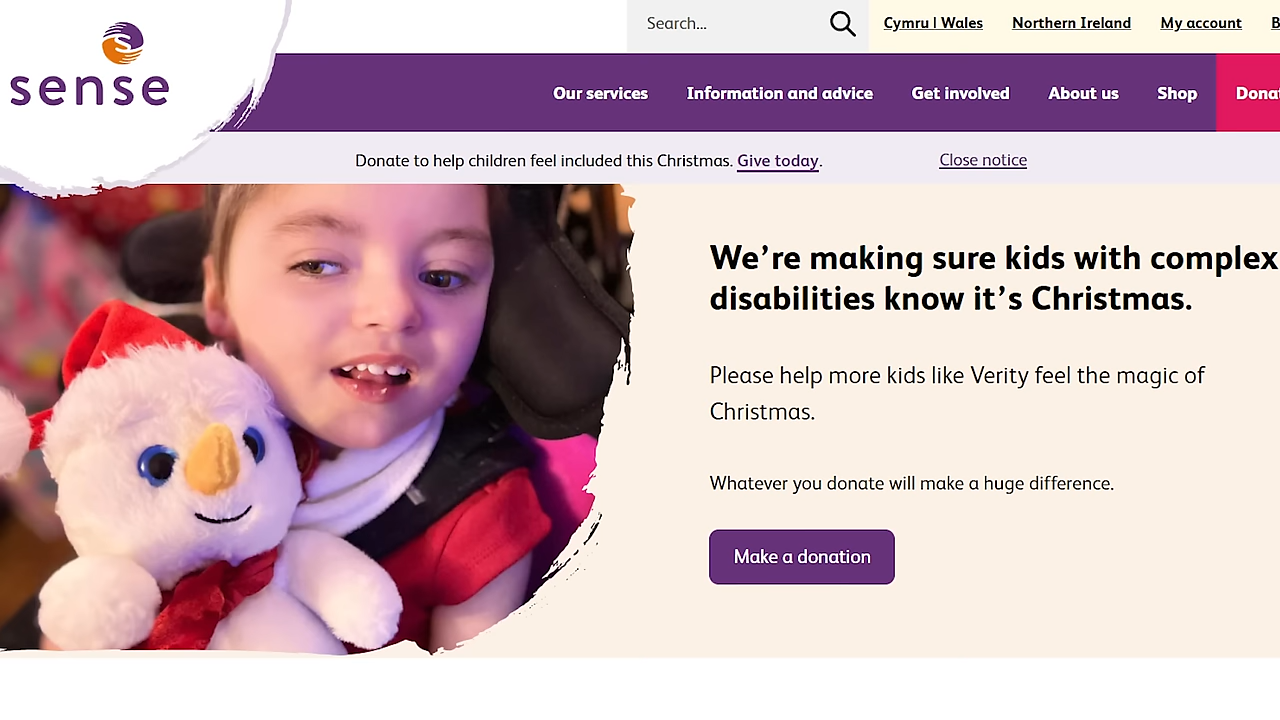 sense
Search...
Cymru | Wales
Northern Ireland
My account
B
Our services
Information and advice
Get involved
About us
Shop
Donat
Donate to help children feel included this Christmas. Give today.
Close notice
We’re making sure kids with complex
disabilities know it’s Christmas.
Please help more kids like Verity feel the magic of
Christmas.
Whatever you donate will make a huge difference.
Make a donation